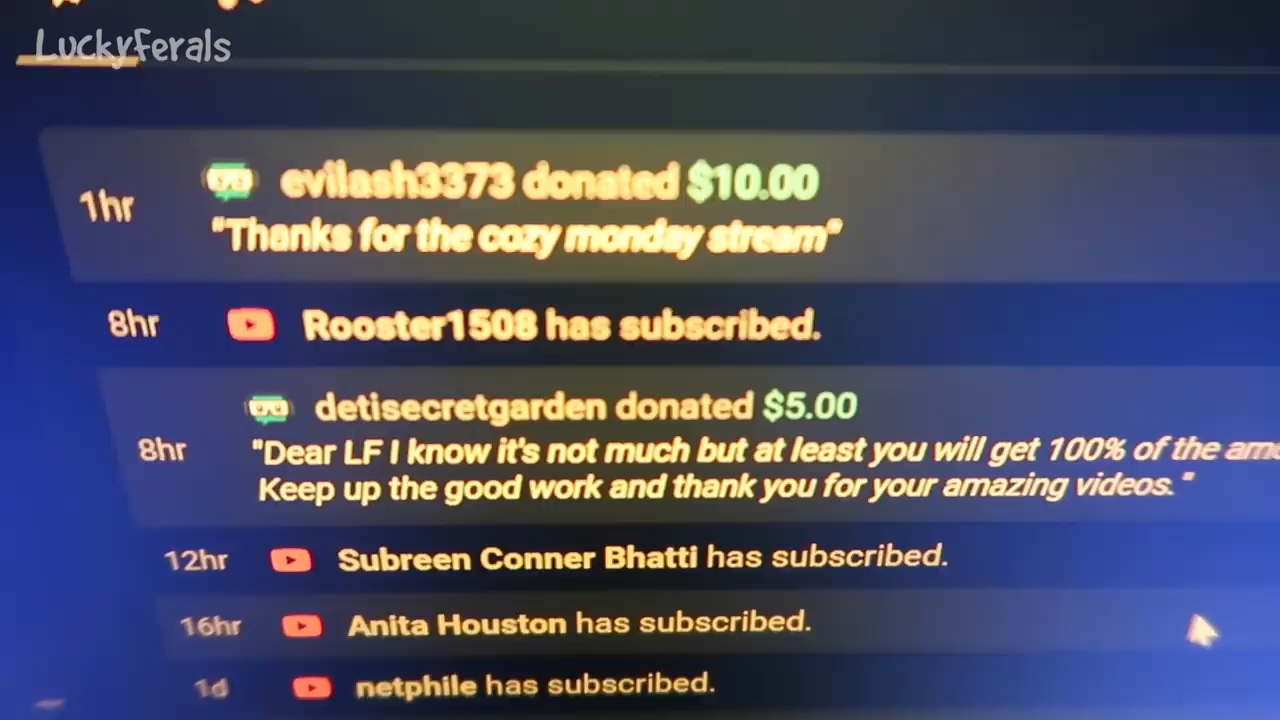 LuckyFerals
evilash3373 donated $10.00
1hr
"Thanks for the cozy monday stream"
8hr Rooster1508 has subscribed.
detisecretgarden donated $5.00
8hr
"Dear LF I know it's not much but at least you will get 100% of the
Keep up the good work and thank you for your amazing videos."
12hr Subreen Conner Bhatti has subscribed.
16hr Anita Houston has subscribed.
1d netphile has subscribed.